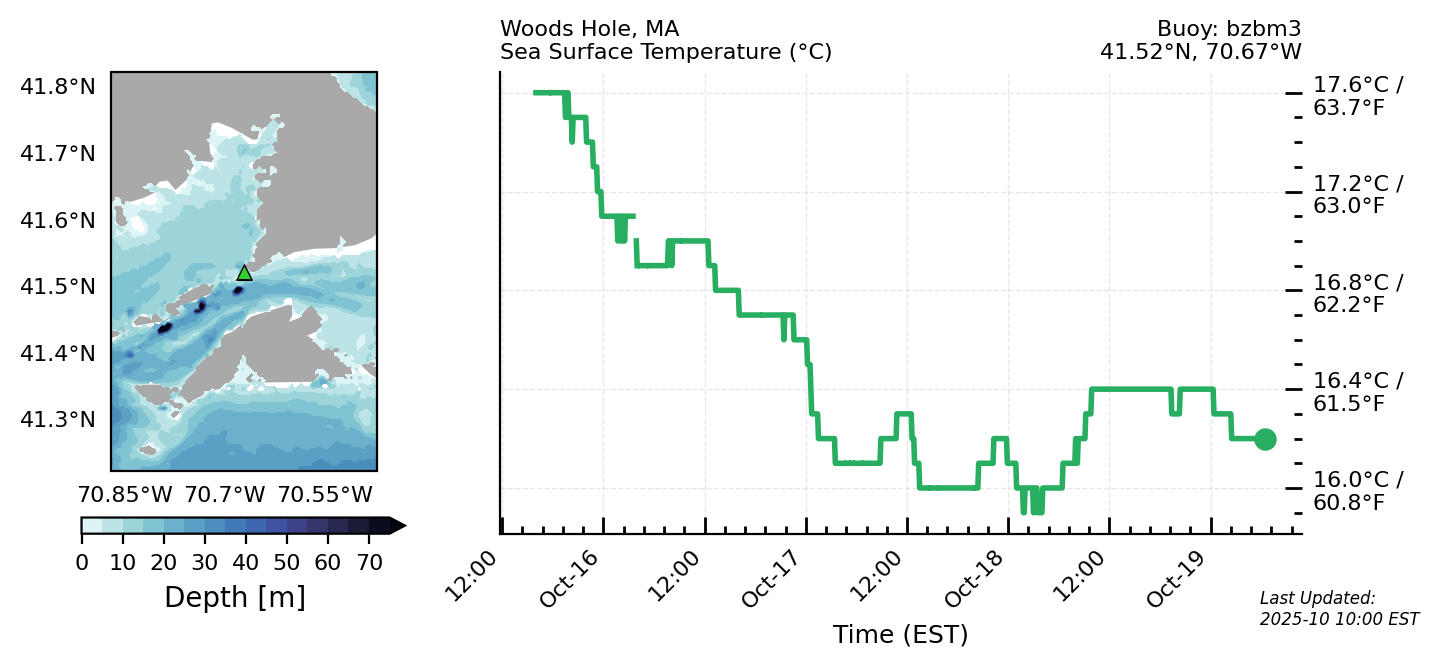 Woods Hole, MA
Sea Surface Temperature (°C)
Buoy: bzbm3
41.52°N, 70.67°W
41.8°N
41.7°N
41.6°N
41.5°N
41.4°N
41.3°N
70.85°W 70.7°W 70.55°W
0 10 20 30 40 50 60 70
Depth [m]
17.6°C /
63.7°F
17.2°C /
63.0°F
16.8°C /
62.2°F
16.4°C /
61.5°F
16.0°C /
60.8°F
12:00
Oct-16
12:00
Oct-17
12:00
Oct-18
12:00
Oct-19
Time (EST)
Last Updated:
2025-10 10:00 EST